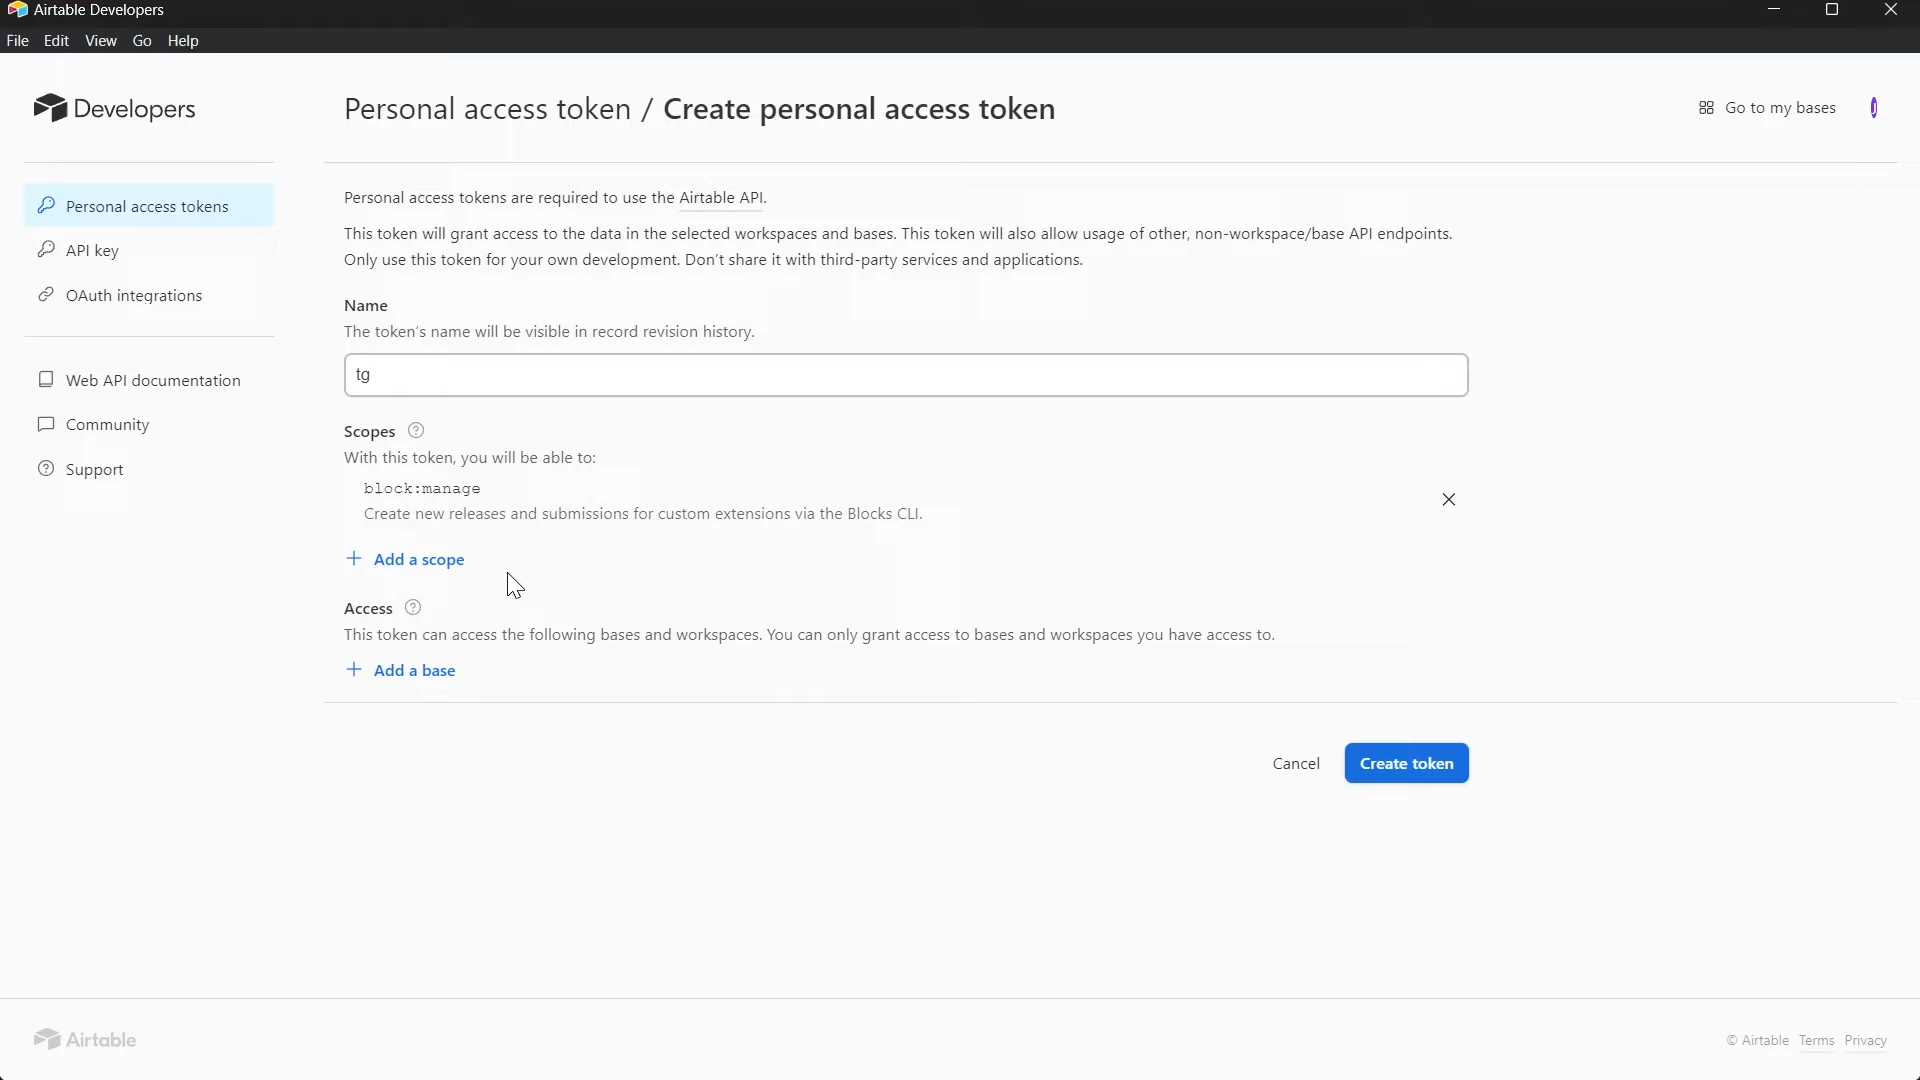 Airtable Developers
File Edit View Go Help
Developers
Personal access token / Create personal access token
Go to my bases
Personal access tokens
API key
OAuth integrations
Web API documentation
Community
Support
Personal access tokens are required to use the Airtable API.
This token will grant access to the data in the selected workspaces and bases. This token will also allow usage of other, non-workspace/base API endpoints.
Only use this token for your own development. Don't share it with third-party services and applications.
Name
The token's name will be visible in record revision history.
tg
Scopes
With this token, you will be able to:
block:manage
Create new releases and submissions for custom extensions via the Blocks CLI.
+ Add a scope
Access
This token can access the following bases and workspaces. You can only grant access to bases and workspaces you have access to.
+ Add a base
Cancel Create token
Airtable
© Airtable Terms Privacy